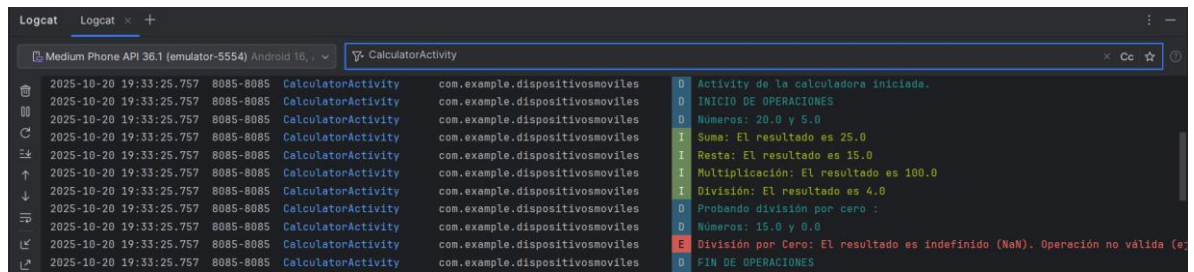 Logcat Logcat × +
Medium Phone API 36.1 (emulator-5554) Android 16, CalculatorActivity × Cc
2025-10-20 19:33:25.757 8085-8085 CalculatorActivity com.example.dispositivosmoviles D Activity de la calculadora iniciada.
2025-10-20 19:33:25.757 8085-8085 CalculatorActivity com.example.dispositivosmoviles D INICIO DE OPERACIONES
2025-10-20 19:33:25.757 8085-8085 CalculatorActivity com.example.dispositivosmoviles D Números: 20.0 y 5.0
2025-10-20 19:33:25.757 8085-8085 CalculatorActivity com.example.dispositivosmoviles I Suma: El resultado es 25.0
2025-10-20 19:33:25.757 8085-8085 CalculatorActivity com.example.dispositivosmoviles I Resta: El resultado es 15.0
2025-10-20 19:33:25.757 8085-8085 CalculatorActivity com.example.dispositivosmoviles I Multiplicación: El resultado es 100.0
2025-10-20 19:33:25.757 8085-8085 CalculatorActivity com.example.dispositivosmoviles I División: El resultado es 4.0
2025-10-20 19:33:25.757 8085-8085 CalculatorActivity com.example.dispositivosmoviles D Probando división por cero :
2025-10-20 19:33:25.757 8085-8085 CalculatorActivity com.example.dispositivosmoviles D Números: 15.0 y 0.0
2025-10-20 19:33:25.757 8085-8085 CalculatorActivity com.example.dispositivosmoviles E División por Cero: El resultado es indefinido (NaN). Operación no válida
2025-10-20 19:33:25.757 8085-8085 CalculatorActivity com.example.dispositivosmoviles D FIN DE OPERACIONES